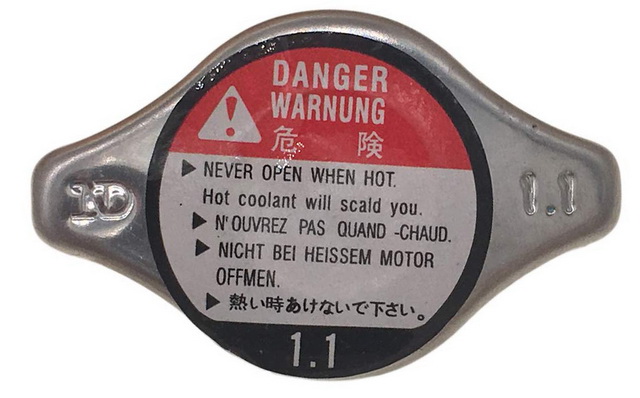 DANGER
WARNUNG
危 険
▶ NEVER OPEN WHEN HOT.
Hot coolant will scald you.
▶ N'OUVREZ PAS QUAND -CHAUD.
▶ NICHT BEI HEISSEM MOTOR
OFFMEN.
▶ 熱い時あけないで下さい。
1.1
1.1